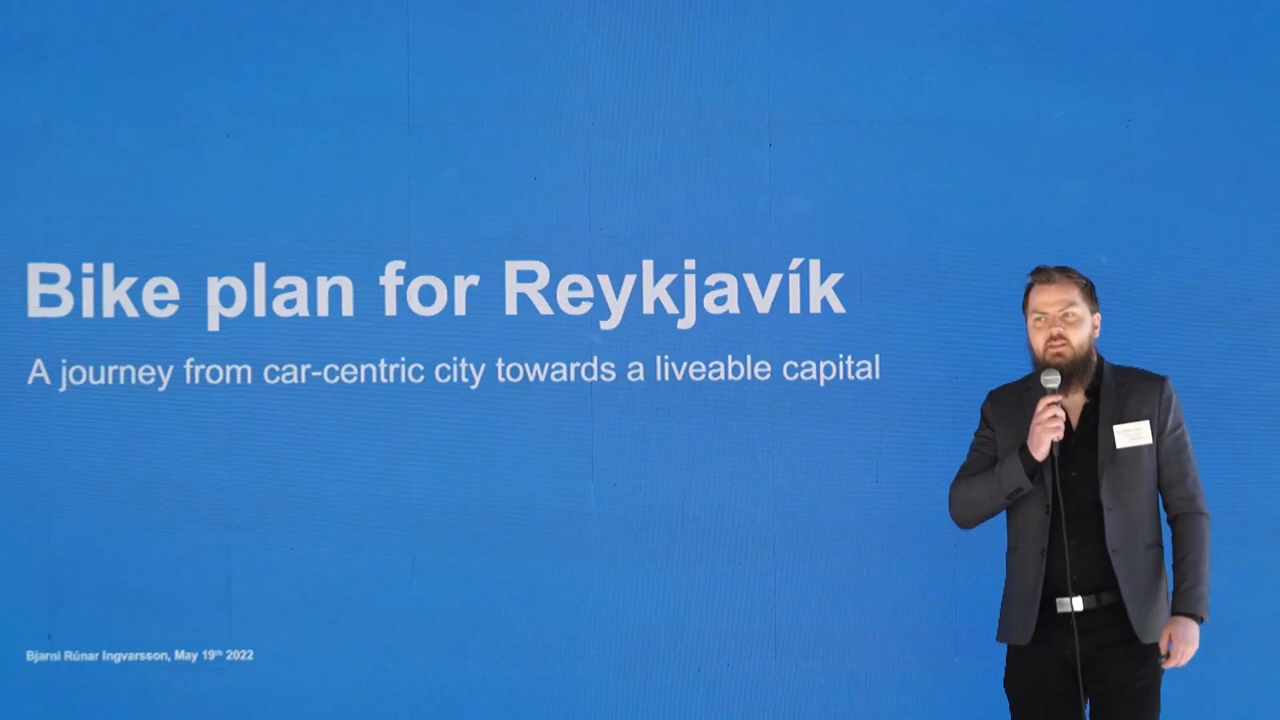 Bike plan for Reykjavík
A journey from car-centric city towards a liveable capital
Bjarni Rúnar Ingvarsson, May 19th 2022